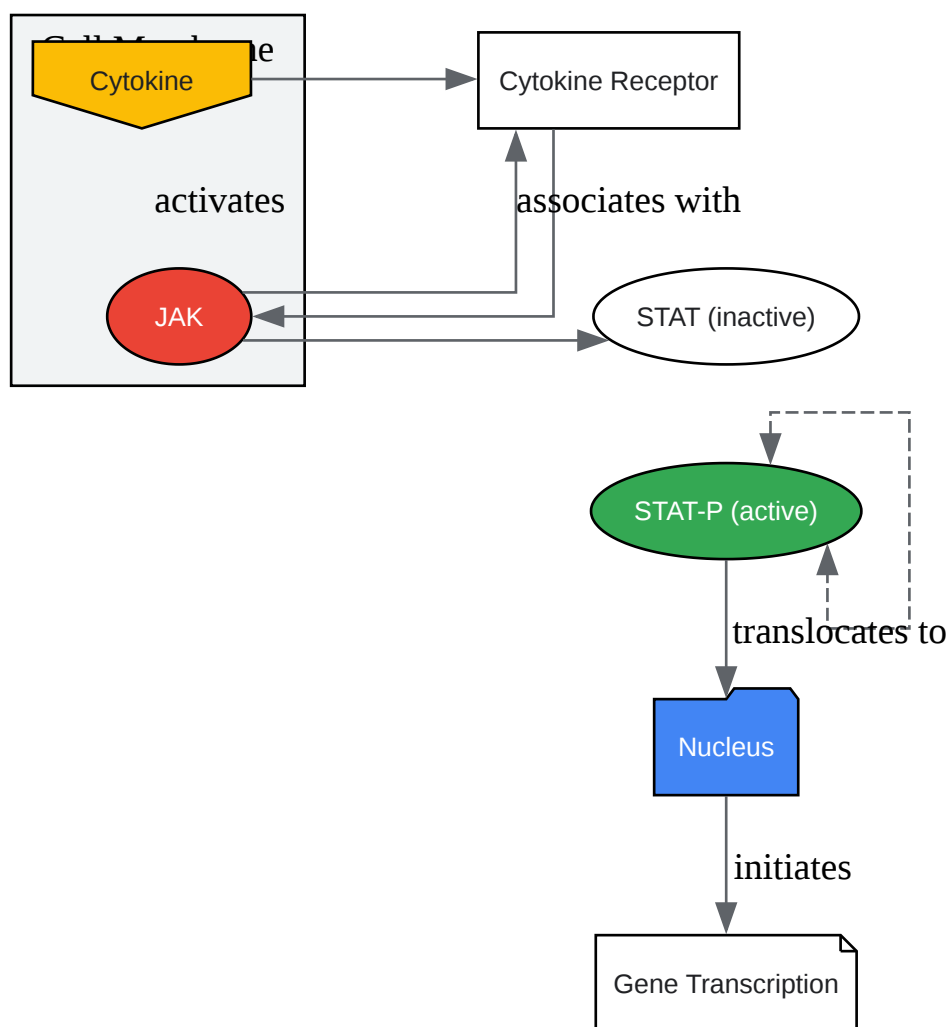 Cytokine
Cytokine Receptor
activates
associates with
JAK
STAT (inactive)
STAT-P (active)
translocates to
Nucleus
initiates
Gene Transcription